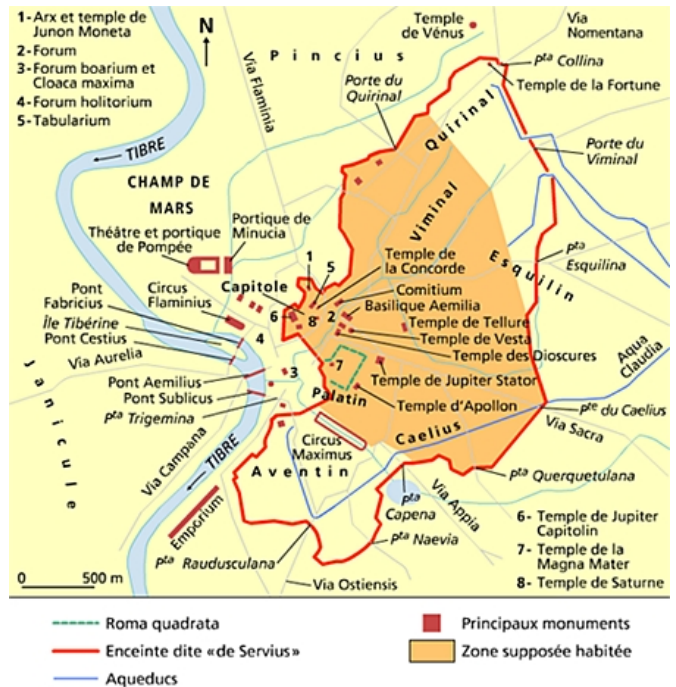 1- Arx et temple de
Junon Moneta
2- Forum
3- Forum boarium et
Cloaca maxima
4- Forum holitorium
5- Tabularium
N
Via Flaminia
Pincius
Temple
de Vénus
Via
Nomentana
Pta Collina
Temple de la Fortune
Porte du
Quirinal
Quirinal
Porte du
Viminal
TIBRE
CHAMP DE
MARS
Viminal
Théâtre et portique
de Pompée
Portique de
Minucia
Esquilin
Pta
Esquilina
1
5
Temple de
la Concorde
Capitole
Comitium
Pont
Fabricius
Circus
Flaminius
6
8
2
Basilique Aemilia
Île Tibérine
4
Temple de Tellure
Pont Cestius
Temple de Vesta
Via Aurelia
Temple des Dioscures
Aqua
Claudia
Janicule
Pont Aemilius
3
7
Temple de Jupiter Stator
Pont Sublicus
Palatin
Temple d'Apollon
Pta Trigemina
Pte du Caelius
Via Sacra
Circus
Maximus
Caelius
Via Campana
TIBRE
Aventin
Pta Querquetulana
Pta
Capena
Via Appia
Emporium
Pta Naevia
Pta Raudusculana
Via Ostiensis
6- Temple de Jupiter
Capitolin
7- Temple de la
Magna Mater
8- Temple de Saturne
0 500 m
Roma quadrata
Enceinte dite «de Servius»
Aqueducs
Principaux monuments
Zone supposée habitée